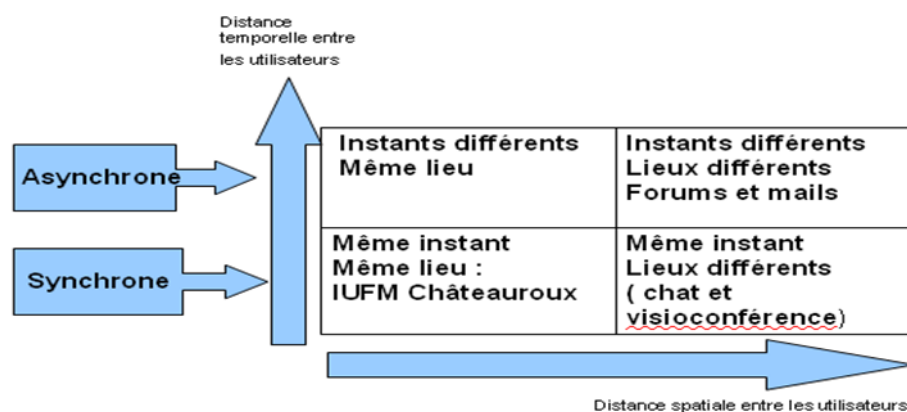 Distance
temporelle entre
les utilisateurs
Asynchrone
Instants différents
Même lieu
Instants différents
Lieux différents
Forums et mails
Synchrone
Même instant
Même lieu :
IUFM Châteauroux
Même instant
Lieux différents
( chat et
visioconférence)
Distance spatiale entre les utilisateurs